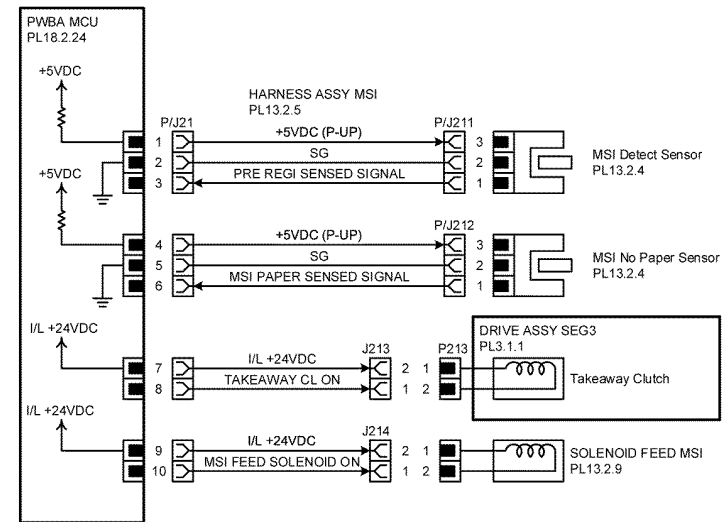 PWBA MCU
PL18.2.24
+5VDC
HARNESS ASSY MSI
PL13.2.5
P/J21
P/J211
1 +5VDC (P-UP) 3
2 SG 2
3 PRE REGI SENSED SIGNAL 1
MSI Detect Sensor
PL13.2.4
+5VDC
P/J212
4 +5VDC (P-UP) 3
5 SG 2
6 MSI PAPER SENSED SIGNAL 1
MSI No Paper Sensor
PL13.2.4
I/L +24VDC
J213 P213
DRIVE ASSY SEG3
PL3.1.1
7 I/L +24VDC 2 1
8 TAKEAWAY CL ON 1 2
Takeaway Clutch
I/L +24VDC
J214
9 I/L +24VDC 2 1
10 MSI FEED SOLENOID ON 1 2
SOLENOID FEED MSI
PL13.2.9